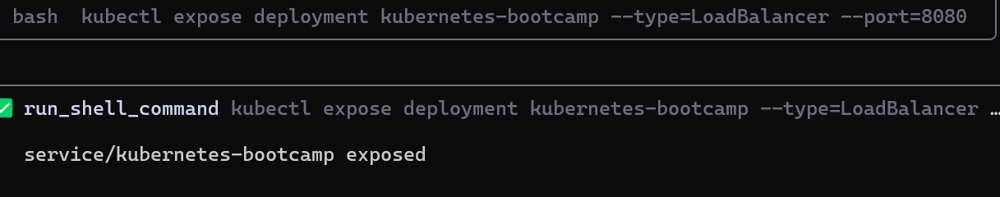 bash kubectl expose deployment kubernetes-bootcamp --type=LoadBalancer --port=8080
run_shell_command kubectl expose deployment kubernetes-bootcamp --type=LoadBalancer …
service/kubernetes-bootcamp exposed